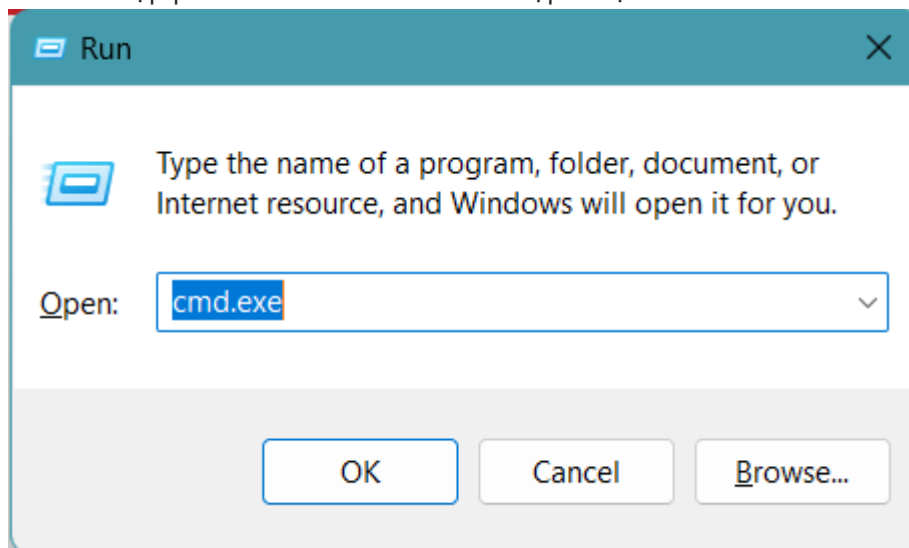 Run
Type the name of a program, folder, document, or
Internet resource, and Windows will open it for you.
Open: cmd.exe
OK Cancel Browse...